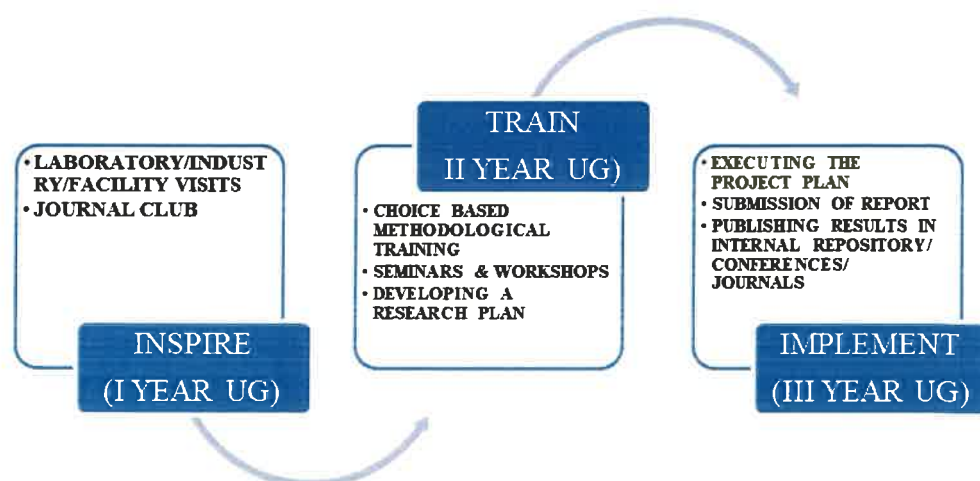 • LABORATORY/INDUST
RY/FACILITY VISITS
• JOURNAL CLUB
INSPIRE
(I YEAR UG)
TRAIN
II YEAR UG)
• CHOICE BASED
METHODOLOGICAL
TRAINING
• SEMINARS & WORKSHOPS
• DEVELOPING A
RESEARCH PLAN
• EXECUTING THE
PROJECT PLAN
• SUBMISSION OF REPORT
• PUBLISHING RESULTS IN
INTERNAL REPOSITORY/
CONFERENCES/
JOURNALS
IMPLEMENT
(III YEAR UG)